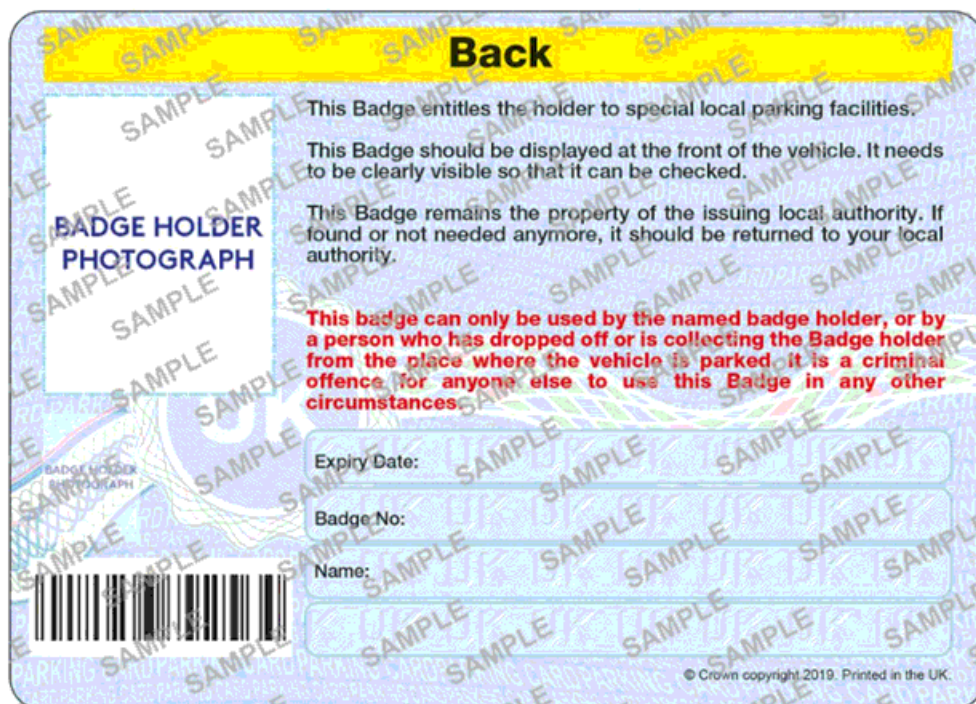 Back
This Badge entitles the holder to special local parking facilities.
This Badge should be displayed at the front of the vehicle. It needs
to be clearly visible so that it can be checked.
This Badge remains the property of the issuing local authority. If
found or not needed anymore, it should be returned to your local
authority.
BADGE HOLDER
PHOTOGRAPH
This badge can only be used by the named badge holder, or by
a person who has dropped off or is collecting the Badge holder
from the place where the vehicle is parked. It is a criminal
offence for anyone else to use this Badge in any other
circumstances.
UK
BADGE HOLDER
PHOTOGRAPH
Expiry Date:
Badge No:
Name:
© Crown copyright 2019. Printed in the UK.
SAMPLE